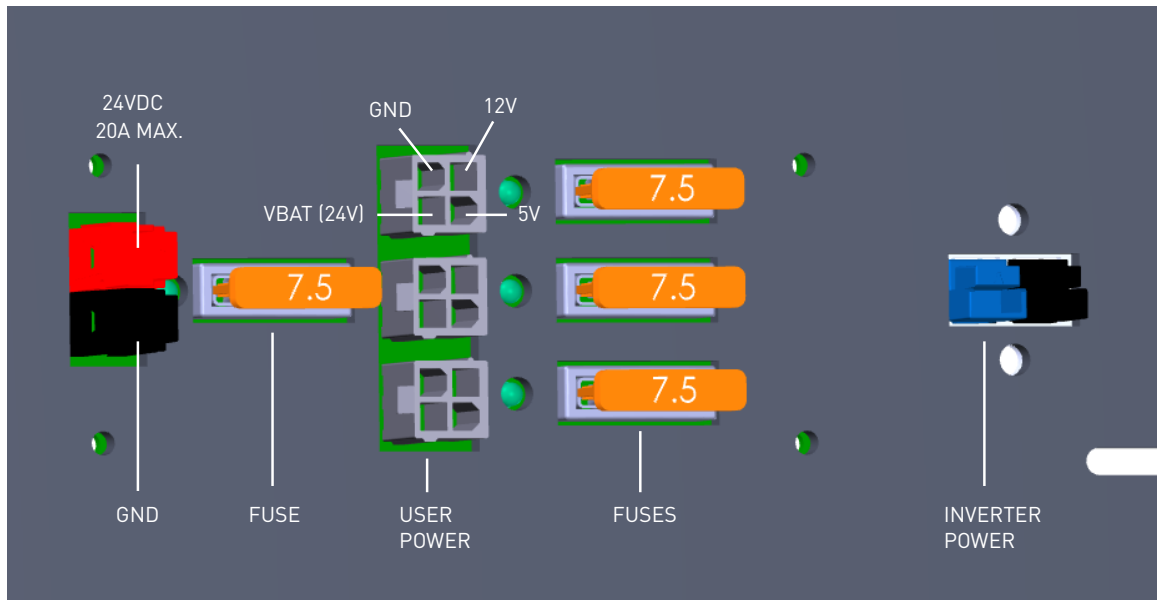 24VDC
20A MAX.
GND
12V
VBAT (24V)
5V
7.5
7.5
7.5
7.5
GND
FUSE
USER
POWER
FUSES
INVERTER
POWER